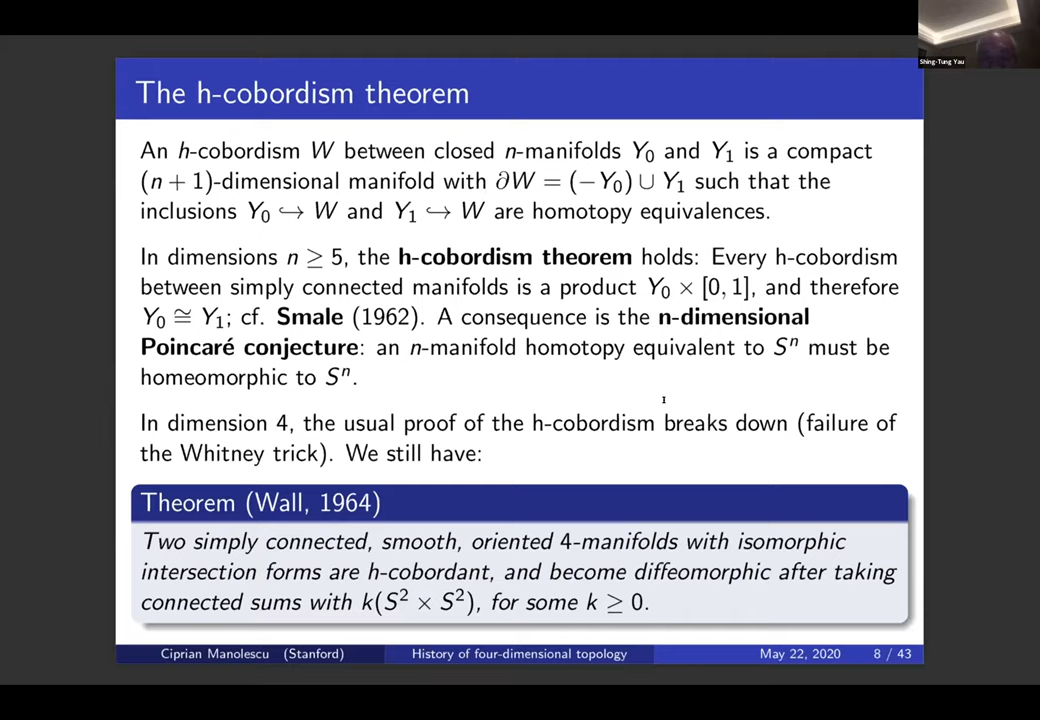 Shing-Tung Yau
The h-cobordism theorem
An h-cobordism W between closed n-manifolds Y₀ and Y₁ is a compact
(n + 1)-dimensional manifold with ∂W = (−Y₀) ∪ Y₁ such that the
inclusions Y₀ ↪ W and Y₁ ↪ W are homotopy equivalences.
In dimensions n ≥ 5, the h-cobordism theorem holds: Every h-cobordism
between simply connected manifolds is a product Y₀ × [0, 1], and therefore
Y₀ ≅ Y₁; cf. Smale (1962). A consequence is the n-dimensional
Poincaré conjecture: an n-manifold homotopy equivalent to Sⁿ must be
homeomorphic to Sⁿ.
In dimension 4, the usual proof of the h-cobordism breaks down (failure of
the Whitney trick). We still have:
Theorem (Wall, 1964)
Two simply connected, smooth, oriented 4-manifolds with isomorphic
intersection forms are h-cobordant, and become diffeomorphic after taking
connected sums with k(S² × S²), for some k ≥ 0.
Ciprian Manolescu (Stanford) History of four-dimensional topology May 22, 2020 8 / 43